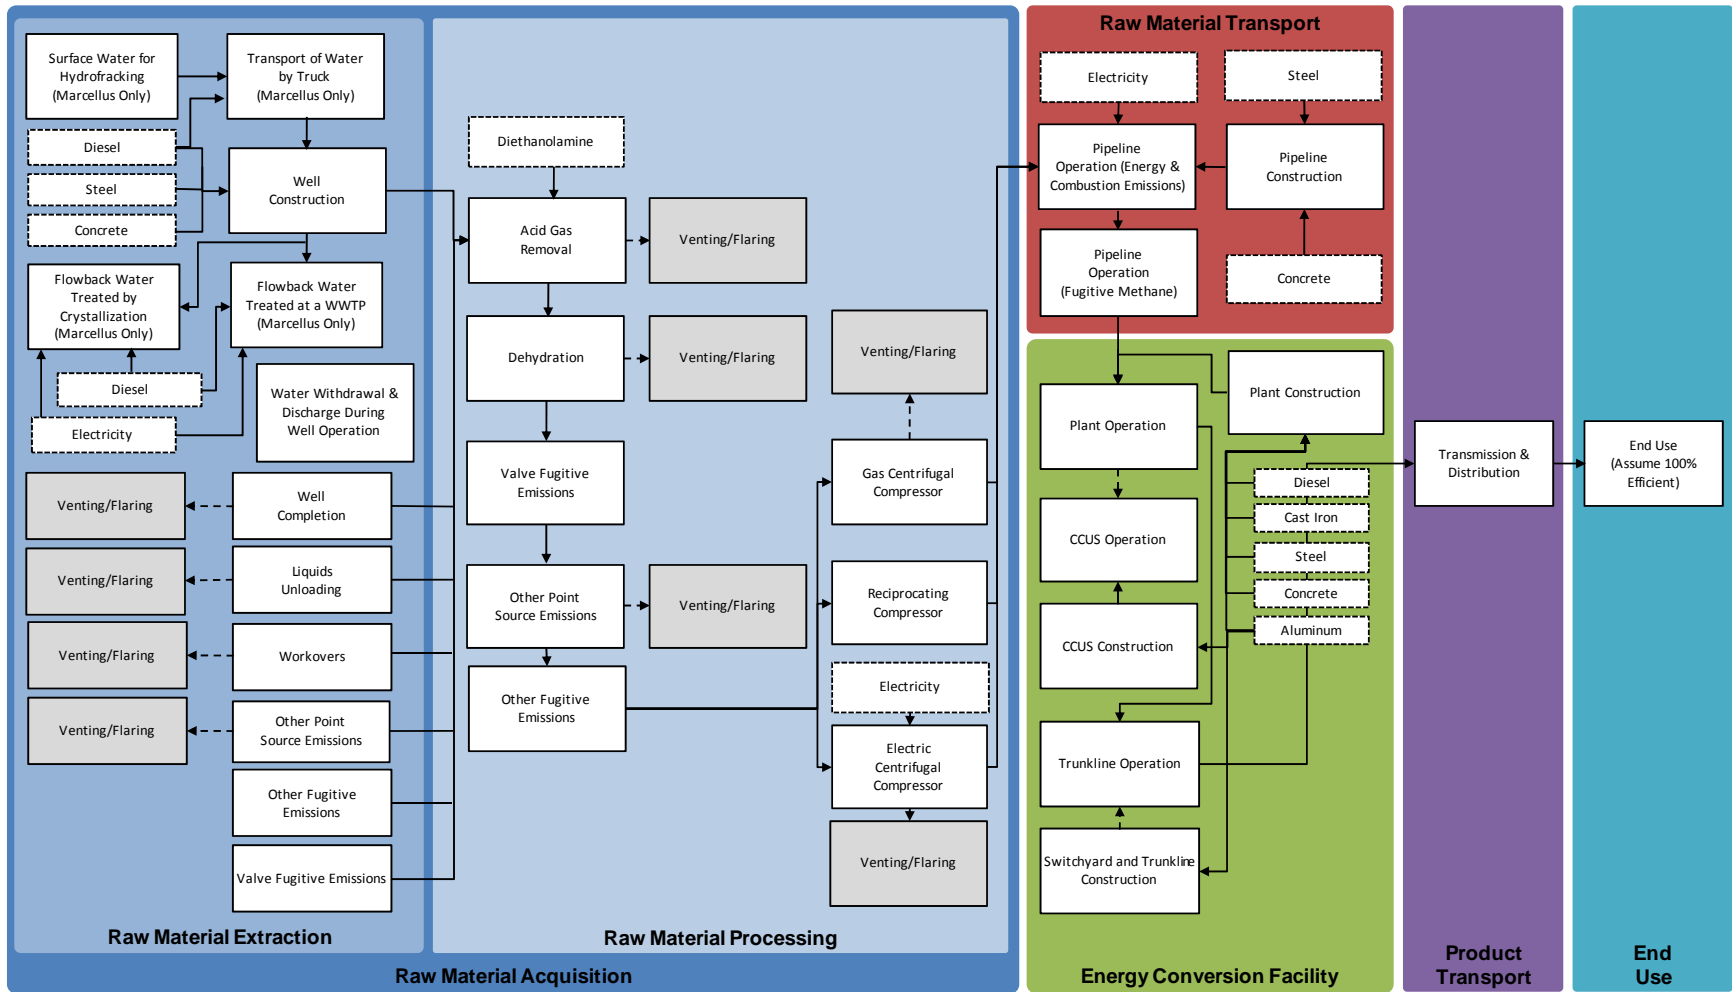 Surface Water for
Hydrofracking
(Marcellus Only)
Transport of Water
by Truck
(Marcellus Only)
Diesel
Steel
Concrete
Well
Construction
Flowback Water
Treated by
Crystallization
(Marcellus Only)
Flowback Water
Treated at a WWTP
(Marcellus Only)
Diesel
Electricity
Water Withdrawal &
Discharge During
Well Operation
Venting/Flaring
Well
Completion
Venting/Flaring
Liquids
Unloading
Venting/Flaring
Workovers
Venting/Flaring
Other Point
Source Emissions
Other Fugitive
Emissions
Valve Fugitive Emissions
Raw Material Extraction
Diethanolamine
Acid Gas
Removal
Venting/Flaring
Dehydration
Venting/Flaring
Valve Fugitive
Emissions
Other Point
Source Emissions
Venting/Flaring
Other Fugitive
Emissions
Venting/Flaring
Gas Centrifugal
Compressor
Reciprocating
Compressor
Electricity
Electric
Centrifugal
Compressor
Venting/Flaring
Raw Material Processing
Raw Material Acquisition
Raw Material Transport
Electricity
Steel
Pipeline
Operation (Energy &
Combustion Emissions)
Pipeline
Construction
Pipeline
Operation
(Fugitive Methane)
Concrete
Plant Operation
Plant Construction
CCUS Operation
Diesel
Cast Iron
Steel
Concrete
Aluminum
CCUS Construction
Trunkline Operation
Switchyard and Trunkline
Construction
Energy Conversion Facility
Transmission &
Distribution
Product
Transport
End Use
(Assume 100%
Efficient)
End
Use